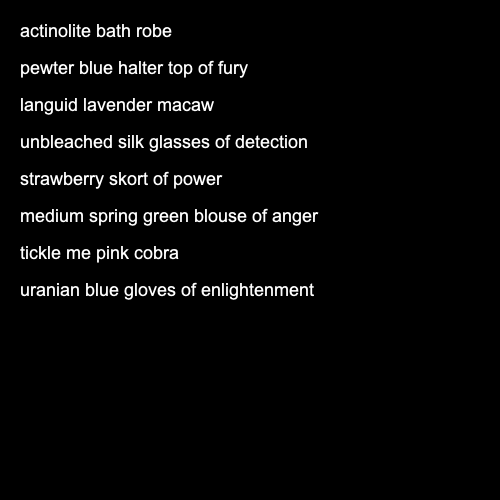 actinolite bath robe
pewter blue halter top of fury
languid lavender macaw
unbleached silk glasses of detection
strawberry skort of power
medium spring green blouse of anger
tickle me pink cobra
uranian blue gloves of enlightenment